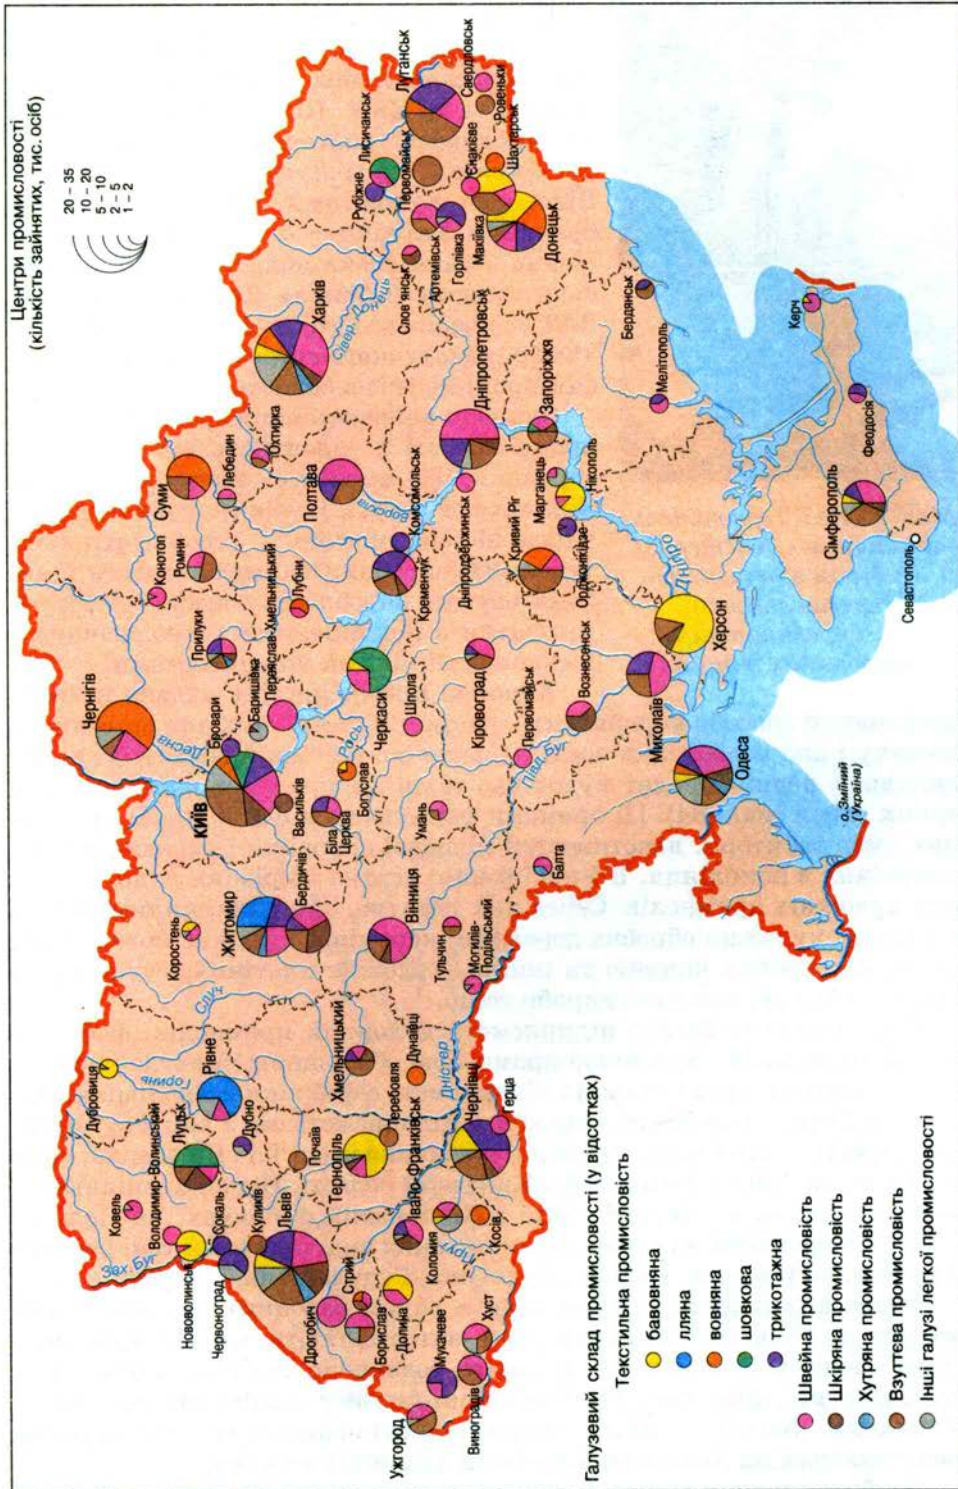 Центри промисловості
(кількість зайнятих, тис. осіб)
20 – 35
10 – 20
5 – 10
2 – 5
1 – 2
Чернігів
Десна
Конотоп
Ромни
Суми
Лебедин
Охтирка
Харків
Прилуки
Бровари
Баришівка
Переяслав-Хмельницький
Лубни
Полтава
Ворскла
Сівер. Донець
Рубіжне
Лисичанськ
Луганськ
Первомайськ
Свердловськ
Ровеньки
Єнакієве
Шахтарськ
Слов'янськ
Артемівськ
Горлівка
Макіївка
Донецьк
КИЇВ
Васильків
Біла
Церква
Рось
Богуслав
Черкаси
Шпола
Умань
Кременчук
Комсомольськ
Дніпродзержинськ
Дніпропетровськ
Кіровоград
Кривий Ріг
Орджонікідзе
Марганець
Нікополь
Запоріжжя
Бердянськ
Мелітополь
Первомайськ
Півд. Буг
Вознесенськ
Миколаїв
Херсон
Дніпро
Одеса
о. Зміїний
(Україна)
Балта
Сімферополь
Севастополь
Феодосія
Керч
Дубровиця
Горинь
Случ
Коростень
Житомир
Бердичів
Вінниця
Тульчин
Могилів-
Подільський
Ковель
Володимир-Волинський
Луцьк
Рівне
Дубно
Зах. Буг
Нововолинськ
Сокаль
Червоноград
Куликів
Львів
Почаїв
Хмельницький
Дунаївці
Теребовля
Тернопіль
Дністер
Дрогобич
Стрий
Борислав
Долина
Івано-Франківськ
Коломия
Прут
Косів
Чернівці
Герца
Ужгород
Мукачеве
Виноградів
Хуст
Галузевий склад промисловості (у відсотках)
Текстильна промисловість
бавовняна
лляна
вовняна
шовкова
трикотажна
Швейна промисловість
Шкіряна промисловість
Хутряна промисловість
Взуттєва промисловість
Інші галузі легкої промисловості